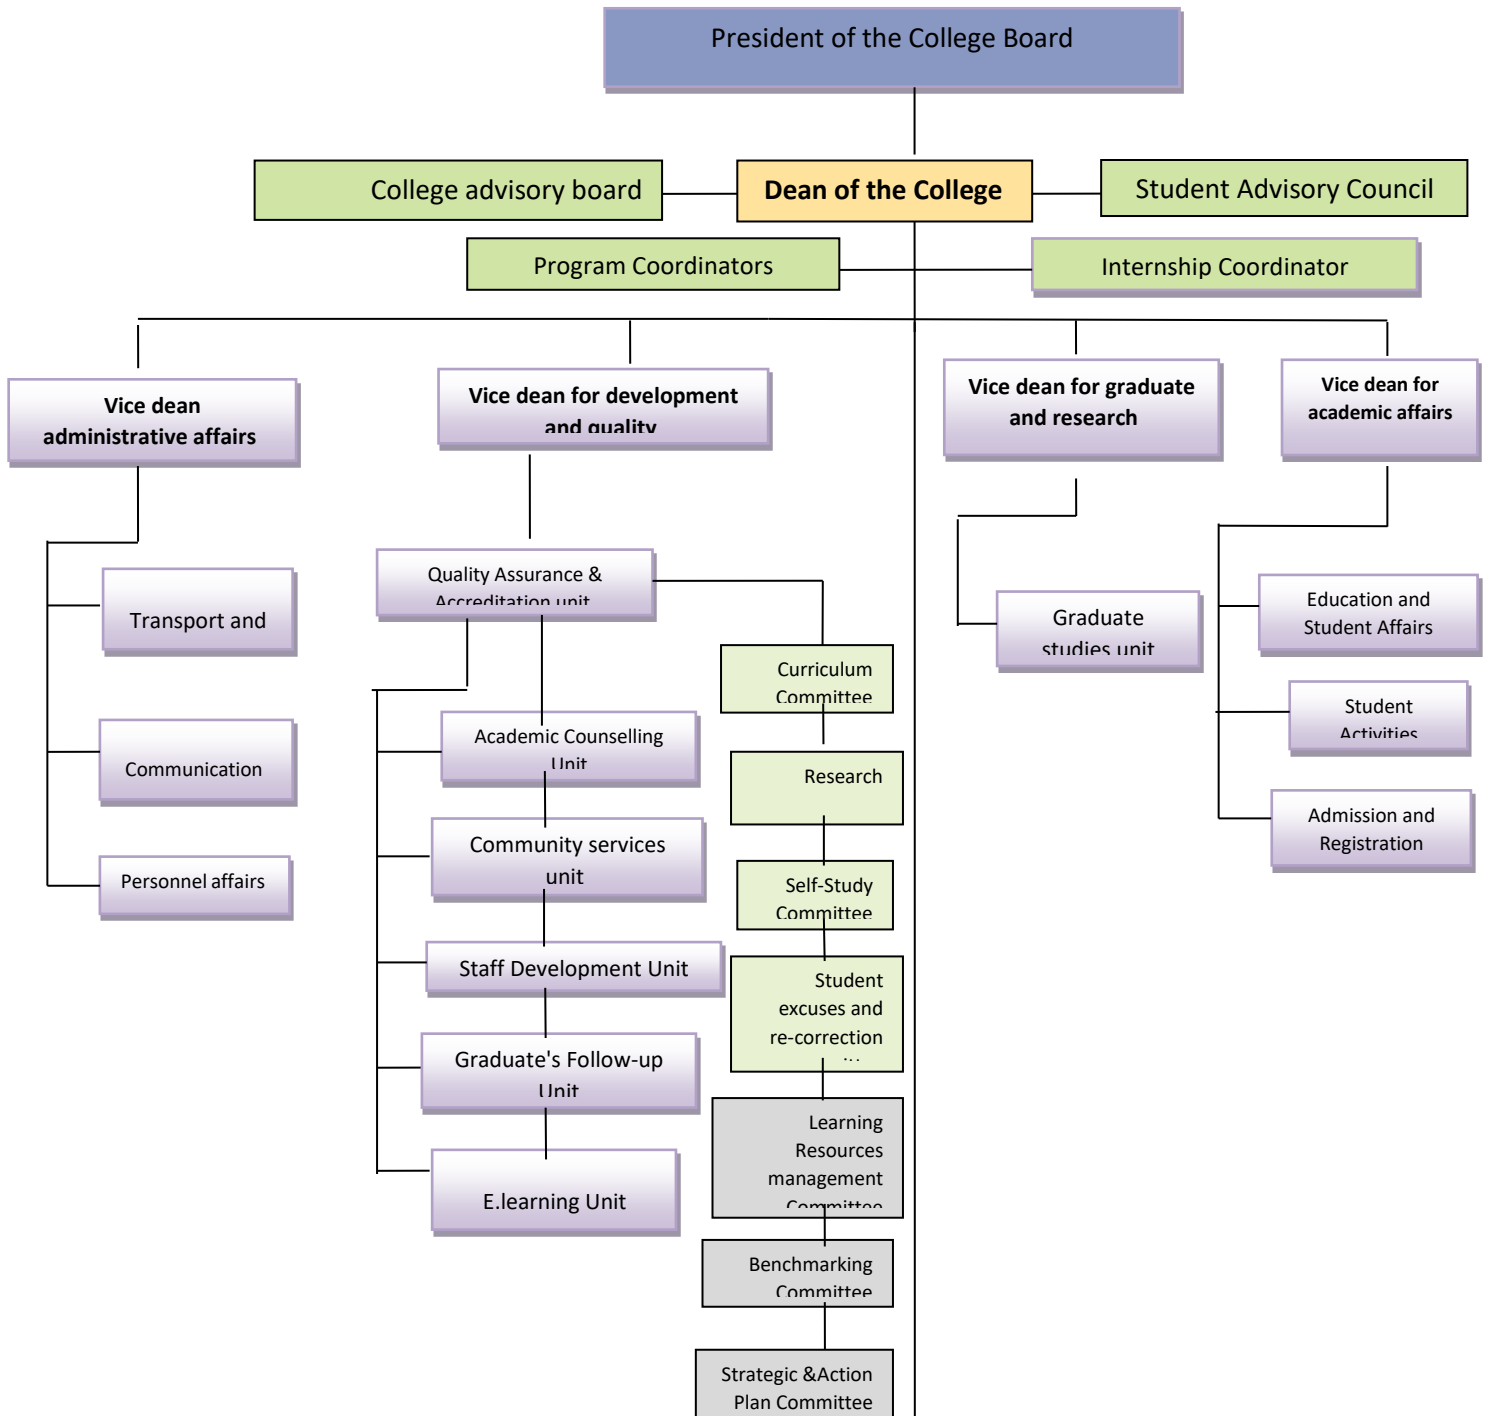 President of the College Board
College advisory board
Dean of the College
Student Advisory Council
Program Coordinators
Internship Coordinator
Vice dean
administrative affairs
Vice dean for development
and quality
Vice dean for graduate
and research
Vice dean for
academic affairs
Transport and
Communication
Personnel affairs
Quality Assurance &
Accreditation unit
Academic Counselling
Unit
Community services
unit
Staff Development Unit
Graduate's Follow-up
Unit
E.learning Unit
Curriculum
Committee
Research
Self-Study
Committee
Student
excuses and
re-correction
Learning
Resources
management
Committee
Benchmarking
Committee
Strategic &Action
Plan Committee
Graduate
studies unit
Education and
Student Affairs
Student
Activities
Admission and
Registration